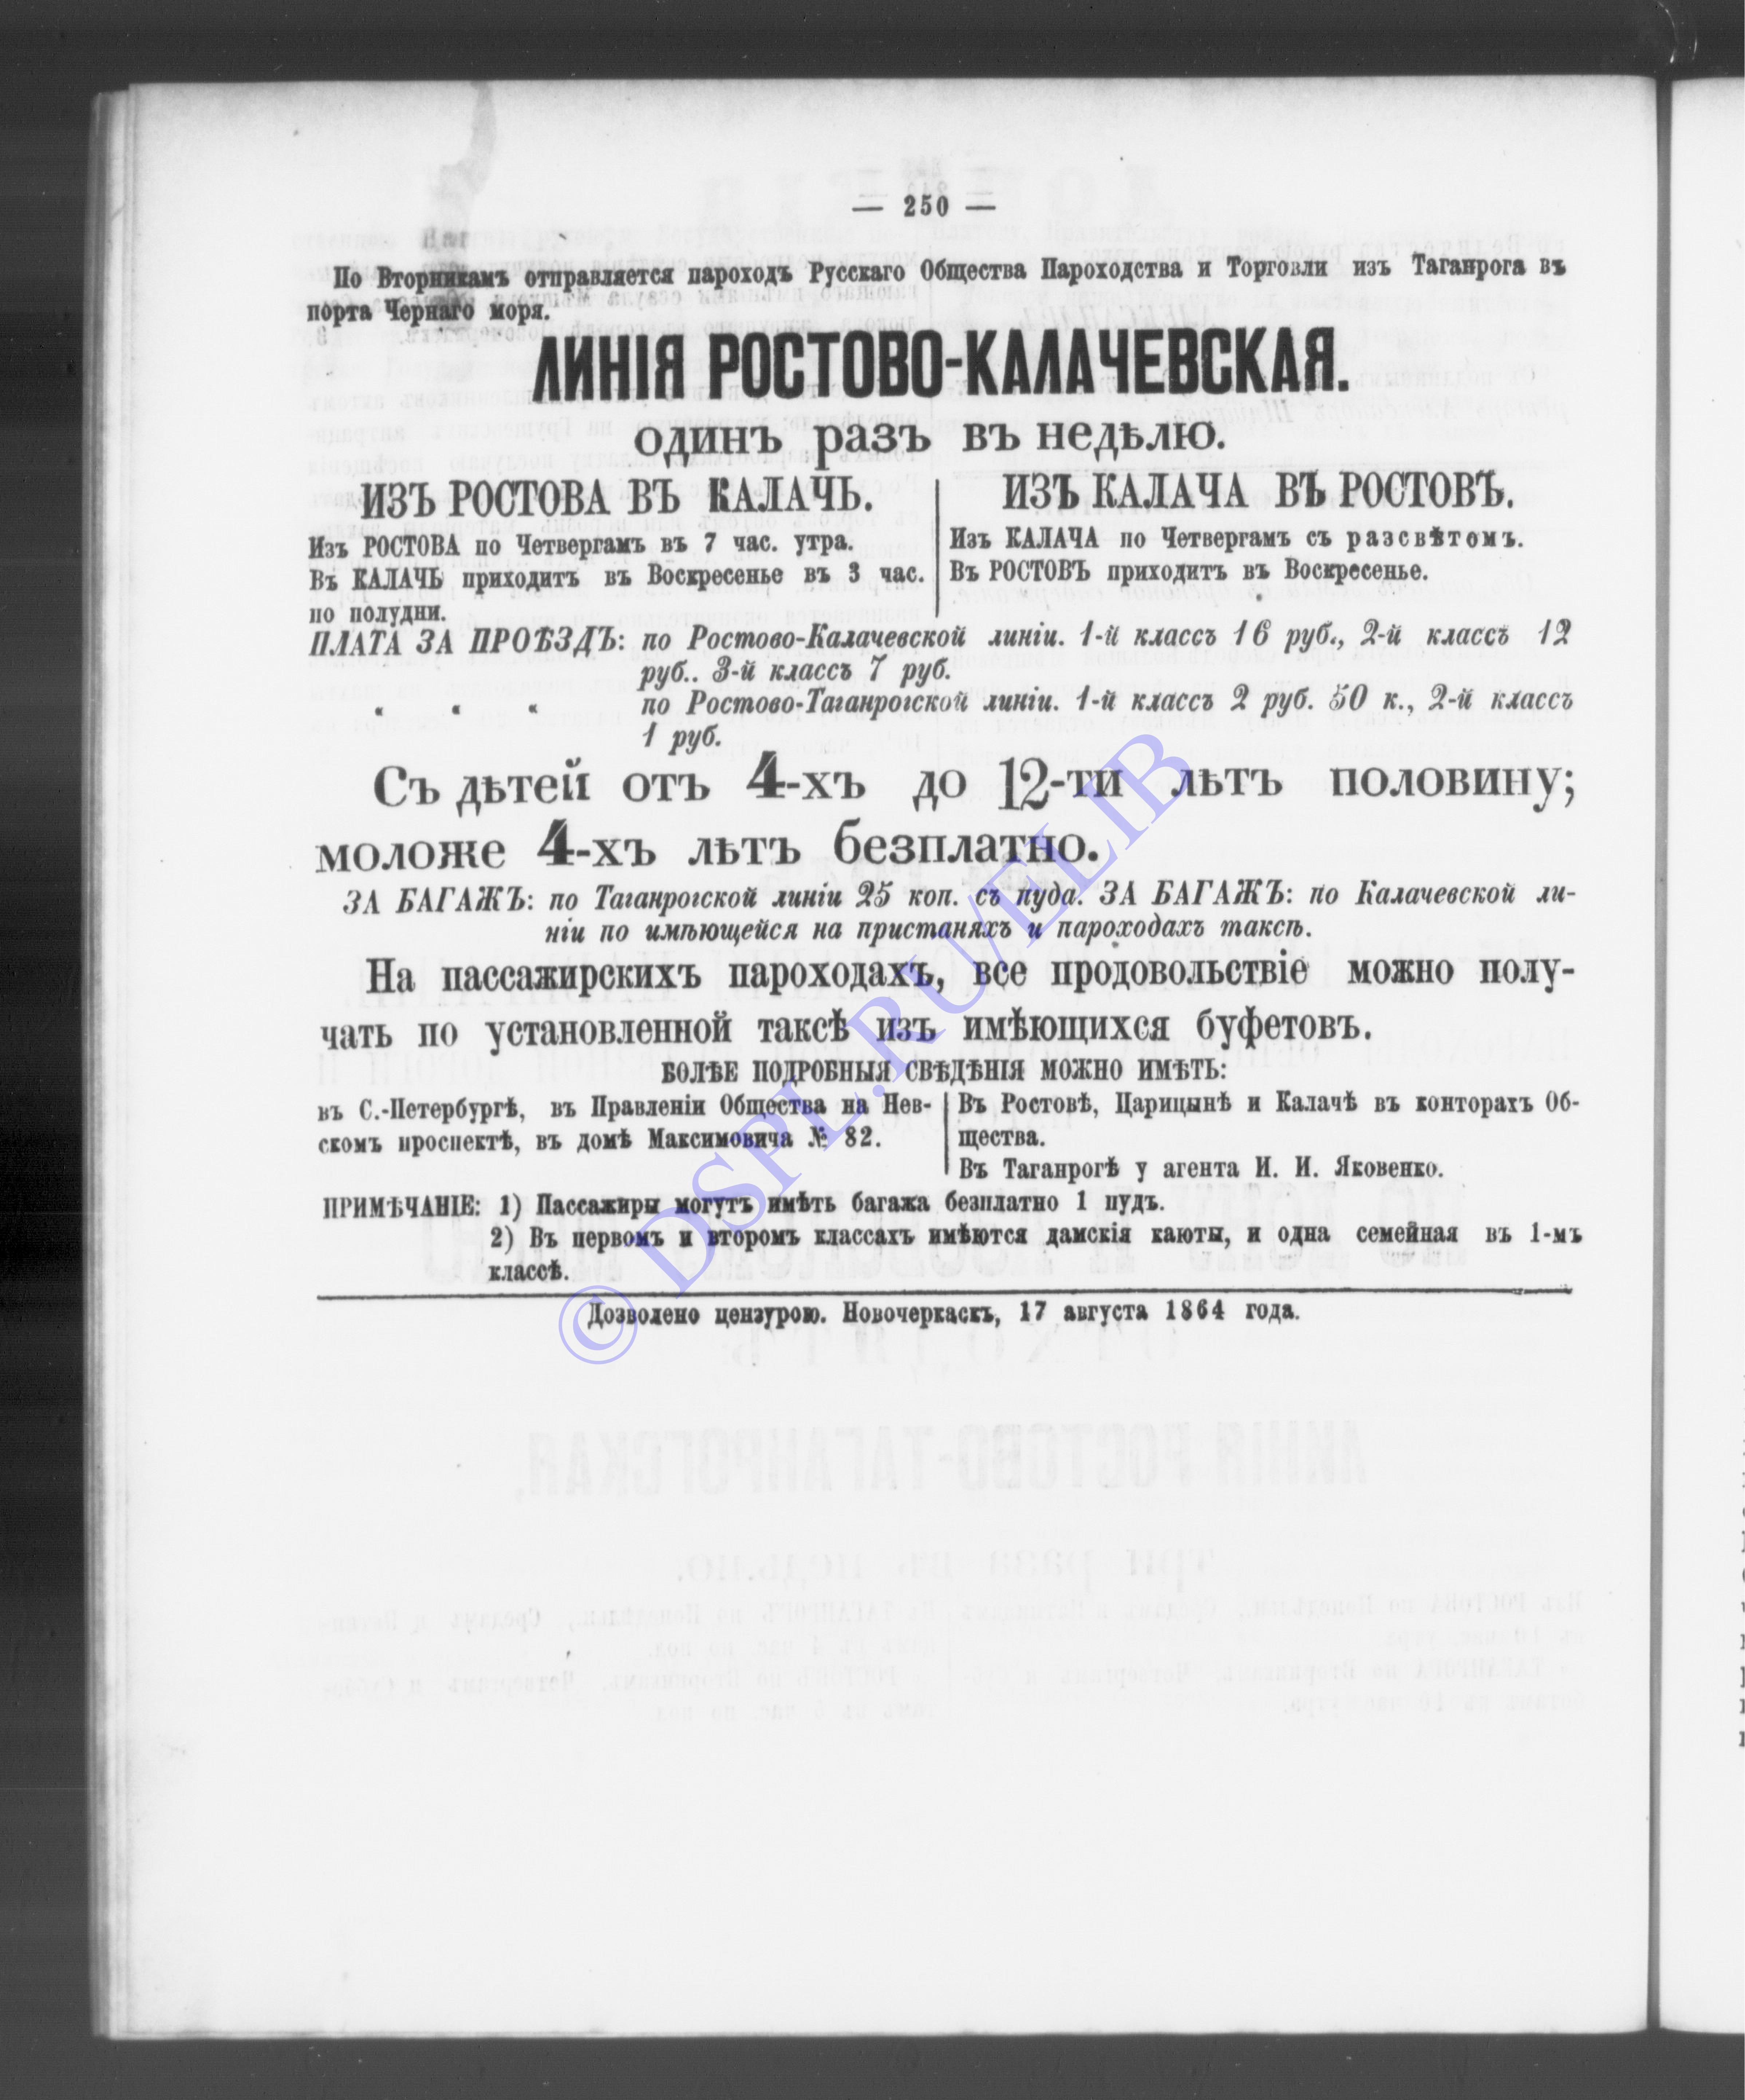 — 250 —
По Вторникамъ отправляется пароходъ Русскаго Общества Пароходства и Торговли изъ Таганрога въ
порта Чернаго моря.
ЛИНІЯ РОСТОВО-КАЛАЧЕВСКАЯ.
одинъ разъ въ недѣлю.
ИЗЪ РОСТОВА ВЪ КАЛАЧЬ.
Изъ РОСТОВА по Четвергамъ въ 7 час. утра.
Въ КАЛАЧЬ приходитъ въ Воскресенье въ 3 час.
по полудни.
ИЗЪ КАЛАЧА ВЪ РОСТОВЪ.
Изъ КАЛАЧА по Четвергамъ съ разсвѣтомъ.
Въ РОСТОВЪ приходитъ въ Воскресенье.
ПЛАТА ЗА ПРОѢЗДЪ: по Ростово-Калачевской линіи. 1-й классъ 16 руб., 2-й классъ 12
руб.. 3-й классъ 7 руб.
" " " по Ростово-Таганрогской линіи. 1-й классъ 2 руб. 50 к., 2-й классъ
1 руб.
Съ дѣтей отъ 4-хъ до 12-ти лѣтъ половину;
моложе 4-хъ лѣтъ безплатно.
ЗА БАГАЖЪ: по Таганрогской линіи 25 коп. съ пуда. ЗА БАГАЖЪ: по Калачевской ли-
ніи по имѣющейся на пристаняхъ и пароходахъ таксѣ.
На пассажирскихъ пароходахъ, все продовольствіе можно полу-
чать по установленной таксѣ изъ имѣющихся буфетовъ.
БОЛѢЕ ПОДРОБНЫЯ СВѢДѢНІЯ МОЖНО ИМѢТЬ:
въ С.-Петербургѣ, въ Правленіи Общества на Нев-
скомъ проспектѣ, въ домѣ Максимовича № 82.
Въ Ростовѣ, Царицынѣ и Калачѣ въ конторахъ Об-
щества.
Въ Таганрогѣ у агента И. И. Яковенко.
ПРИМѢЧАНІЕ: 1) Пассажиры могутъ имѣть багажа безплатно 1 пудъ.
2) Въ первомъ и второмъ классахъ имѣются дамскія каюты, и одна семейная въ 1-мъ
классѣ.
Дозволено цензурою. Новочеркаскъ, 17 августа 1864 года.
© DSPL.RU/ELIB